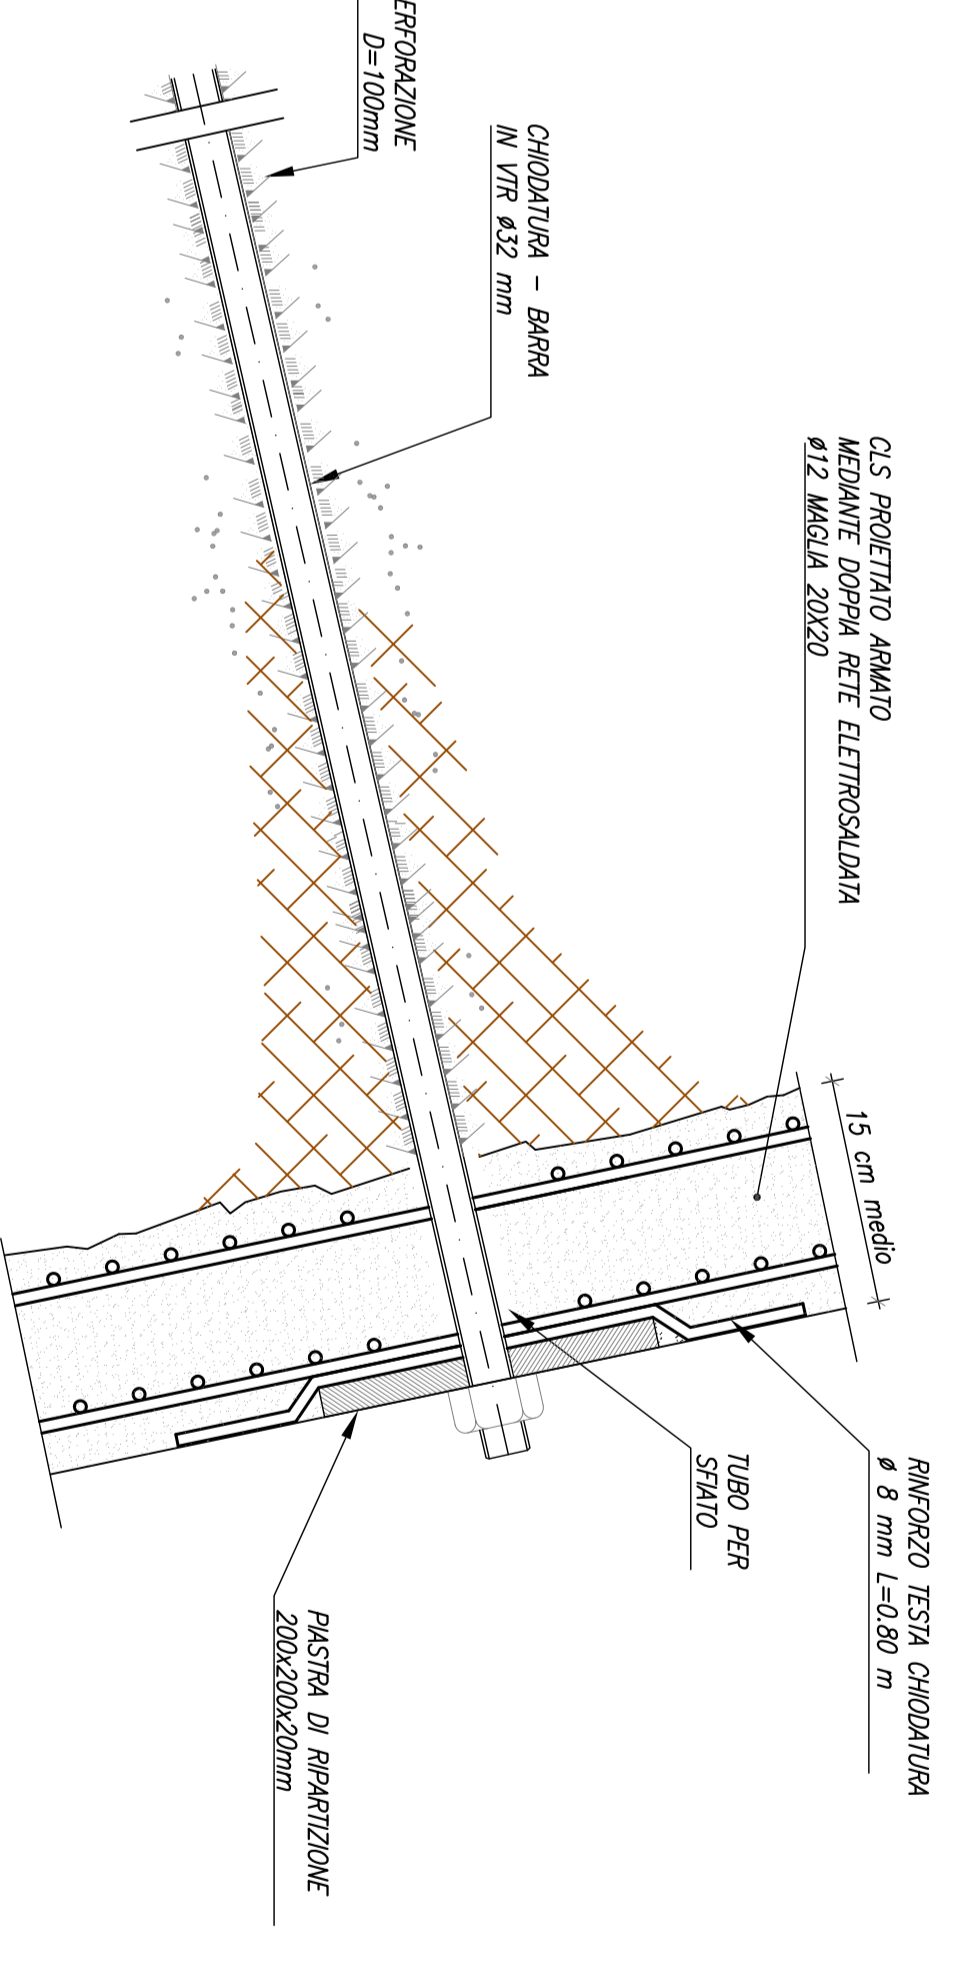 ERFORAZIONE
D=100mm
CHIODATURA – BARRA
IN VTR ø32 mm
CLS PROIETTATO ARMATO
MEDIANTE DOPPIA RETE ELETTROSALDATA
ø12 MAGLIA 20X20
15 cm medio
RINFORZO TESTA CHIODATURA
ø 8 mm L=0.80 m
TUBO PER
SFIATO
PIASTRA DI RIPARTIZIONE
200x200x20mm